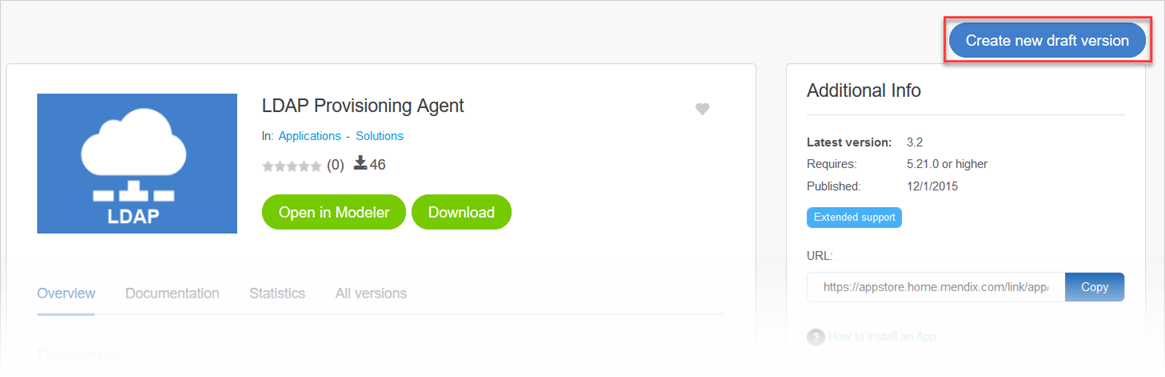 Create new draft version
LDAP Provisioning Agent
In: Applications - Solutions
(0) 46
Open in Modeler Download
LDAP
Overview Documentation Statistics All versions
Description
Additional Info
Latest version: 3.2
Requires: 5.21.0 or higher
Published: 12/1/2015
Extended support
URL:
https://appstore.home.mendix.com/link/app/ Copy
? How to install an App